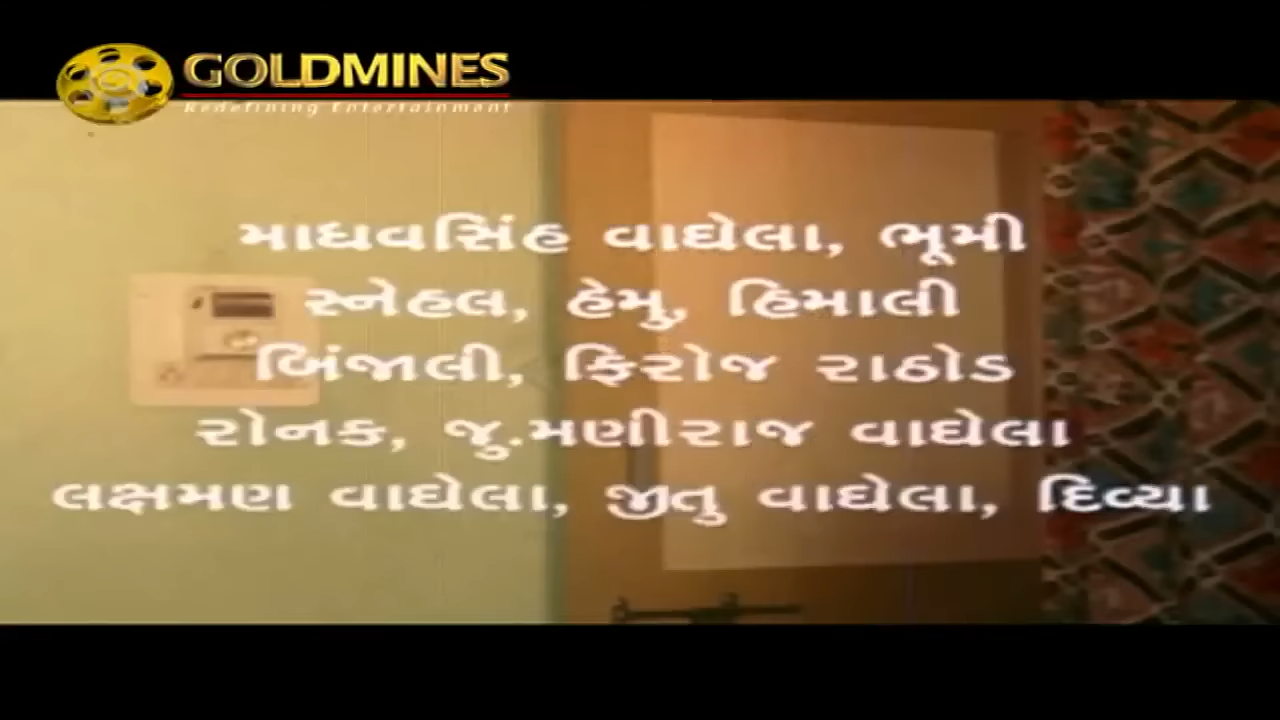 GOLDMINES
Redefining Entertainment
માધવસિંહ વાઘેલા, ભૂમી
સ્નેહલ, હેમુ, હિમાલી
બિંજાલી, ફિરોજ રાઠોડ
રોનક, જુ.મણીરાજ વાઘેલા
લક્ષમણ વાઘેલા, જીતુ વાઘેલા, દિવ્યા